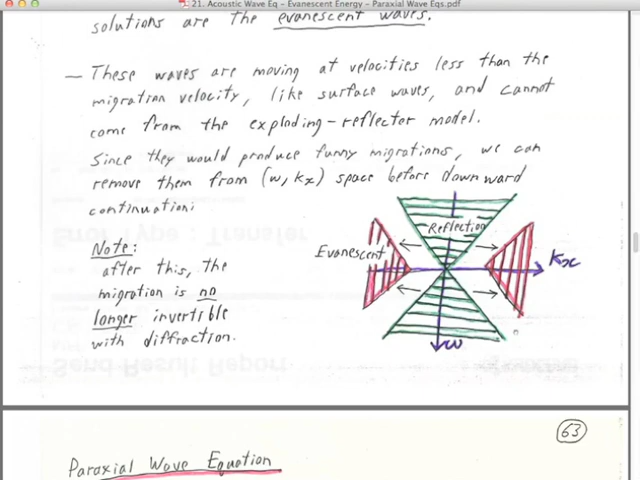 21. Acoustic Wave Eq - Evanescent Energy - Paraxial Wave Eqs.pdf
solutions are the evanescent waves.
— These waves are moving at velocities less than the
migration velocity, like surface waves, and cannot
come from the exploding-reflector model.
Since they would produce funny migrations, we can
remove them from (w, kx) space before downward
continuation:
Note:
after this, the
migration is no
longer invertible
with diffraction.
Reflection
Evanescent
Kx
w
63
Paraxial Wave Equation